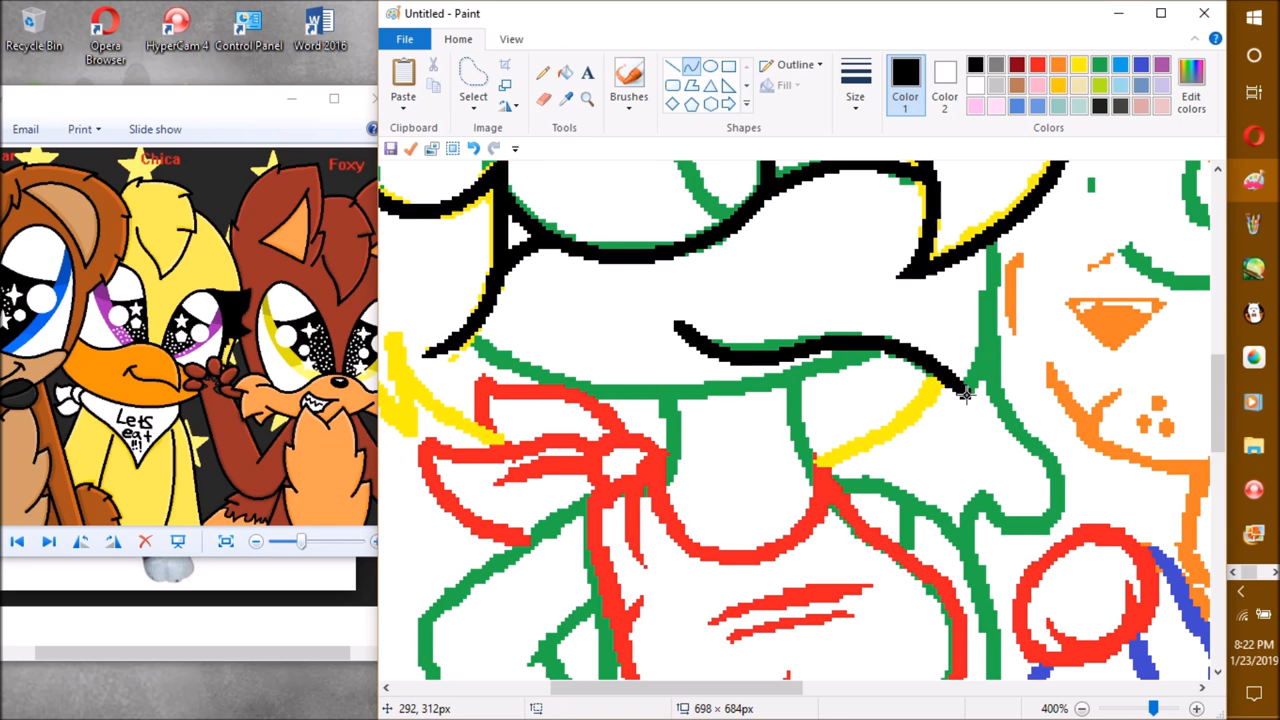 Recycle Bin
Opera
Browser
HyperCam 4
Control Panel
Word 2016
Untitled - Paint
File
Home
View
Paste
Select
Brushes
Outline
Fill
Size
Color
1
Color
2
Edit
colors
Clipboard
Image
Tools
Shapes
Colors
Email
Print
Slide show
Chica
Foxy
Lets
eat
!!!
292, 312px
698 × 684px
400%
8:22 PM
1/23/2019